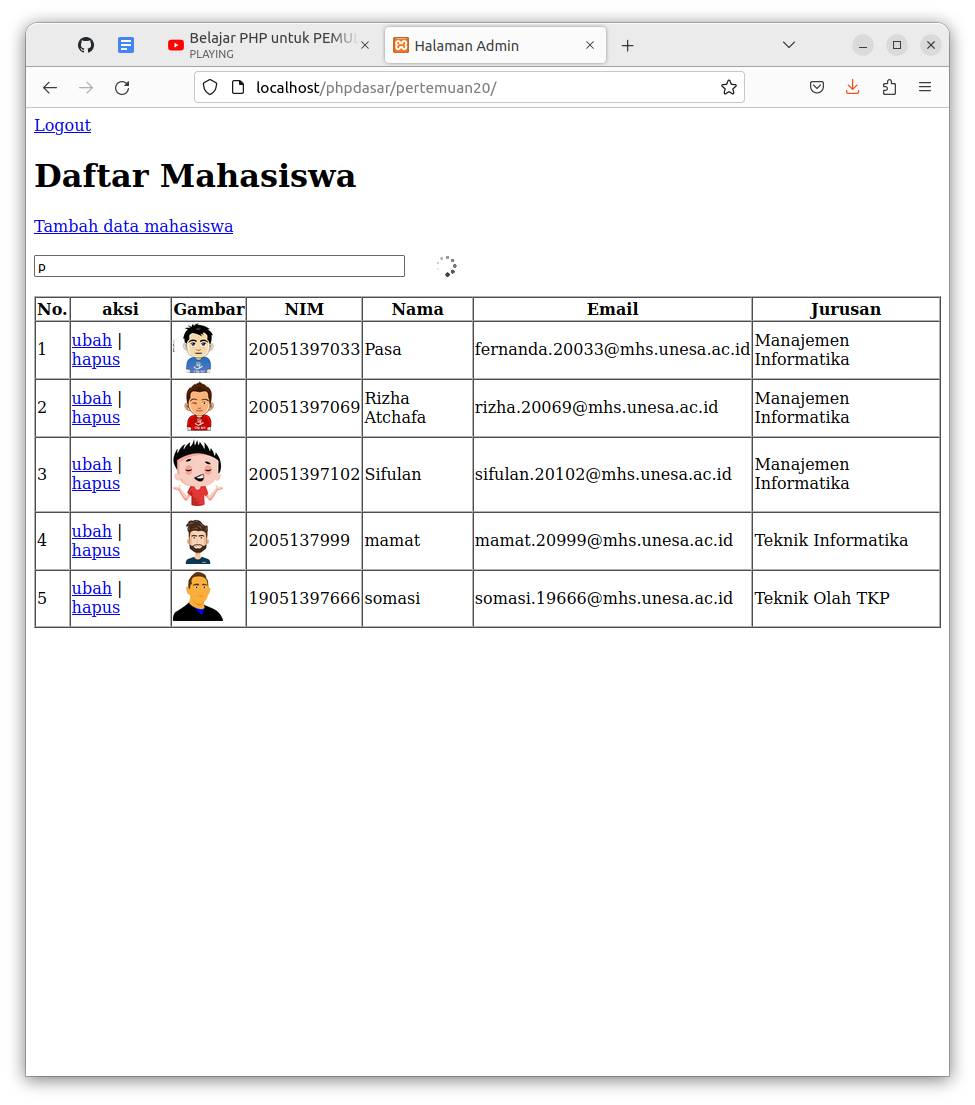 Belajar PHP untuk PEMU
PLAYING
Halaman Admin
localhost/phpdasar/pertemuan20/
Logout
Daftar Mahasiswa
Tambah data mahasiswa
p
No. aksi Gambar NIM Nama Email Jurusan
1 ubah | hapus 20051397033 Pasa fernanda.20033@mhs.unesa.ac.id Manajemen Informatika
2 ubah | hapus 20051397069 Rizha Atchafa rizha.20069@mhs.unesa.ac.id Manajemen Informatika
3 ubah | hapus 20051397102 Sifulan sifulan.20102@mhs.unesa.ac.id Manajemen Informatika
4 ubah | hapus 2005137999 mamat mamat.20999@mhs.unesa.ac.id Teknik Informatika
5 ubah | hapus 19051397666 somasi somasi.19666@mhs.unesa.ac.id Teknik Olah TKP